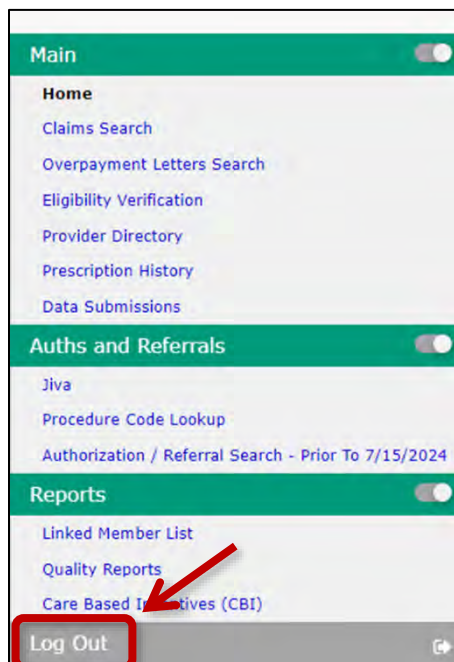 Main
Home
Claims Search
Overpayment Letters Search
Eligibility Verification
Provider Directory
Prescription History
Data Submissions
Auths and Referrals
Jiva
Procedure Code Lookup
Authorization / Referral Search - Prior To 7/15/2024
Reports
Linked Member List
Quality Reports
Care Based Incentives (CBI)
Log Out